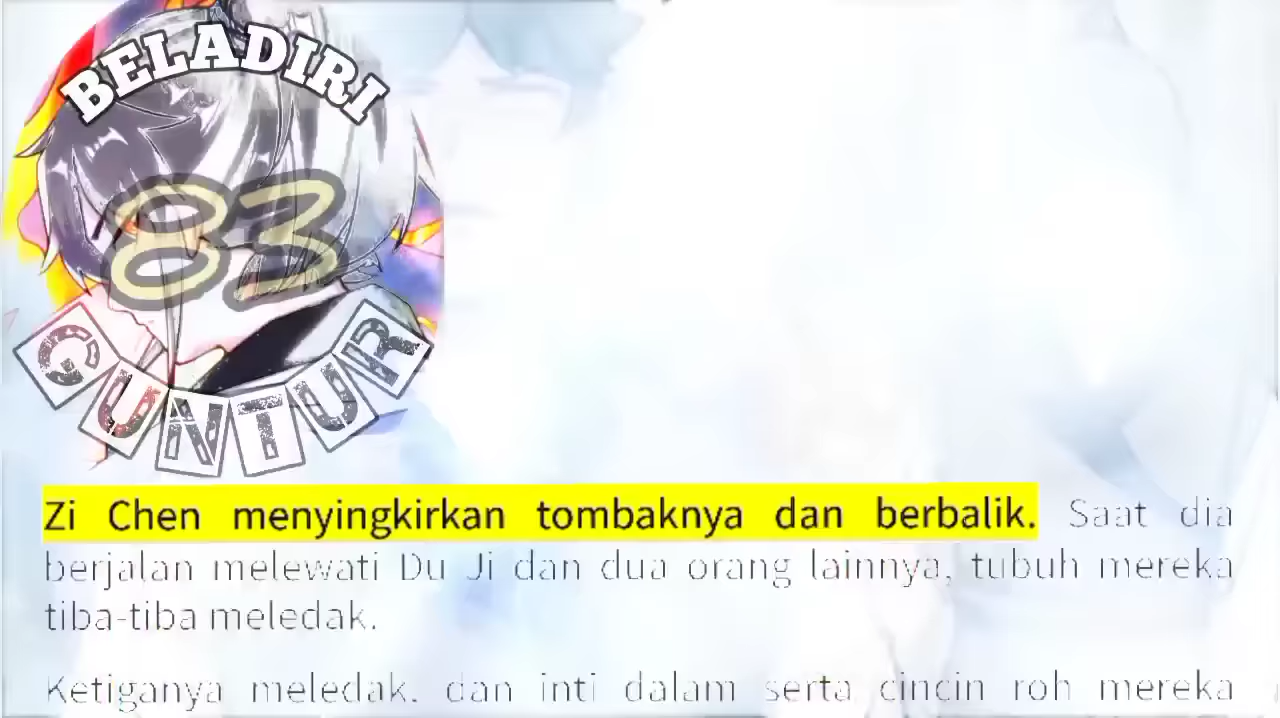 BELADIRI
83
GUNTUR
Zi Chen menyingkirkan tombaknya dan berbalik. Saat dia
berjalan melewati Du Ji dan dua orang lainnya, tubuh mereka
tiba-tiba meledak.
Ketiganya meledak, dan inti dalam serta cincin roh mereka